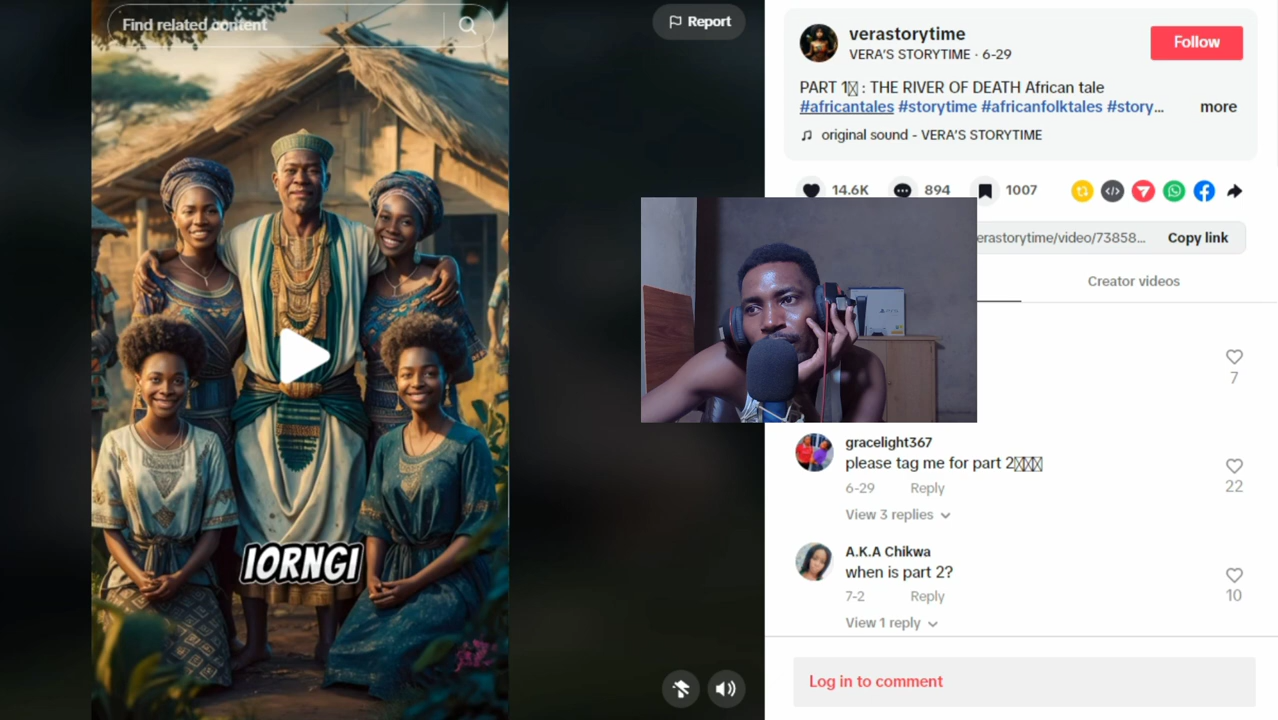 Find related content
Report
IORNGI
verastorytime
VERA'S STORYTIME · 6-29
Follow
PART 1 : THE RIVER OF DEATH African tale
#africantales #storytime #africanfolktales #story... more
original sound - VERA'S STORYTIME
14.6K 894 1007
erastorytime/video/73858... Copy link
Creator videos
7
gracelight367
please tag me for part 2
6-29 Reply
22
View 3 replies
A.K.A Chikwa
when is part 2?
7-2 Reply
10
View 1 reply
Log in to comment